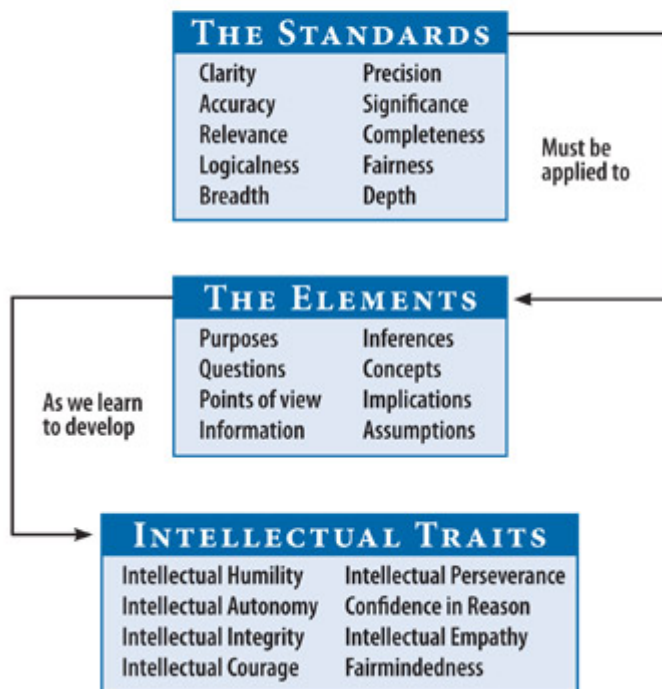 THE STANDARDS
Clarity Precision
Accuracy Significance
Relevance Completeness
Logicalness Fairness
Breadth Depth
Must be
applied to
THE ELEMENTS
Purposes Inferences
Questions Concepts
Points of view Implications
Information Assumptions
As we learn
to develop
INTELLECTUAL TRAITS
Intellectual Humility Intellectual Perseverance
Intellectual Autonomy Confidence in Reason
Intellectual Integrity Intellectual Empathy
Intellectual Courage Fairmindedness